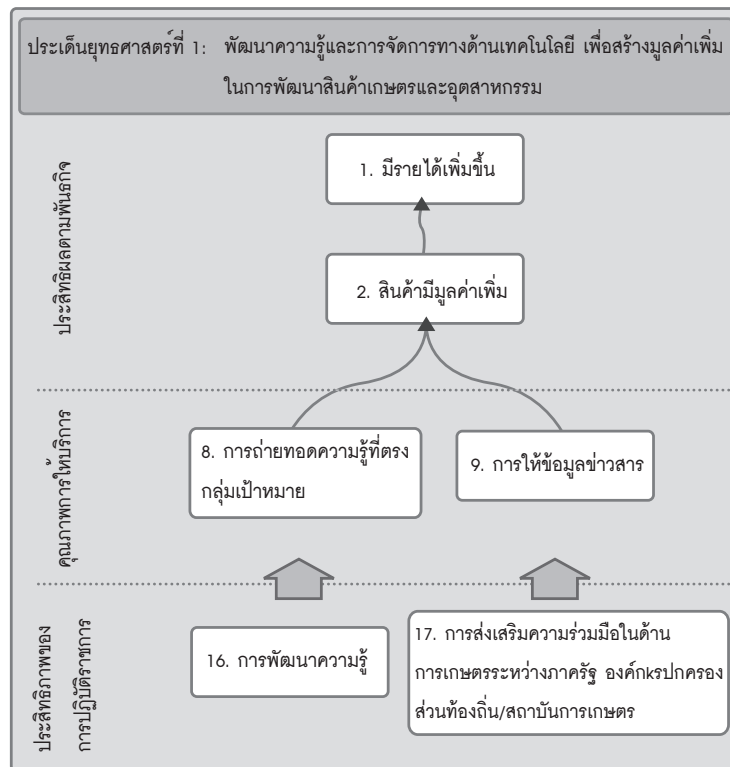 ประเด็นยุทธศาสตร์ที่ 1: พัฒนาความรู้และการจัดการทางด้านเทคโนโลยี เพื่อสร้างมูลค่าเพิ่ม
ในการพัฒนาสินค้าเกษตรและอุตสาหกรรม
ประสิทธิผลตามพันธกิจ
1. มีรายได้เพิ่มขึ้น
2. สินค้ามีมูลค่าเพิ่ม
คุณภาพการให้บริการ
8. การถ่ายทอดความรู้ที่ตรง
กลุ่มเป้าหมาย
9. การให้ข้อมูลข่าวสาร
ประสิทธิภาพของ
การปฏิบัติราชการ
16. การพัฒนาความรู้
17. การส่งเสริมความร่วมมือในด้าน
การเกษตรระหว่างภาครัฐ องค์กkรปกครอง
ส่วนท้องถิ่น/สถาบันการเกษตร